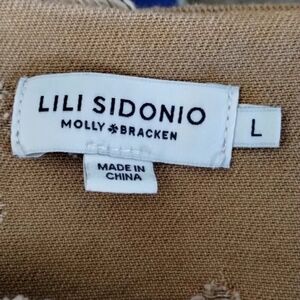 LILI SIDONIO
MOLLY✽BRACKEN
L
MADE IN
CHINA